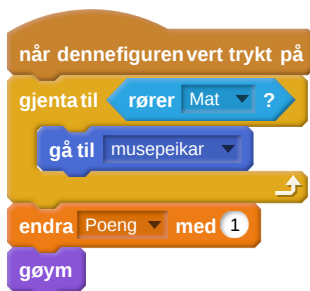 når dennefiguren vert trykt på
gjenta til rører Mat ?
gå til musepeikar
endra Poeng med 1
gøym